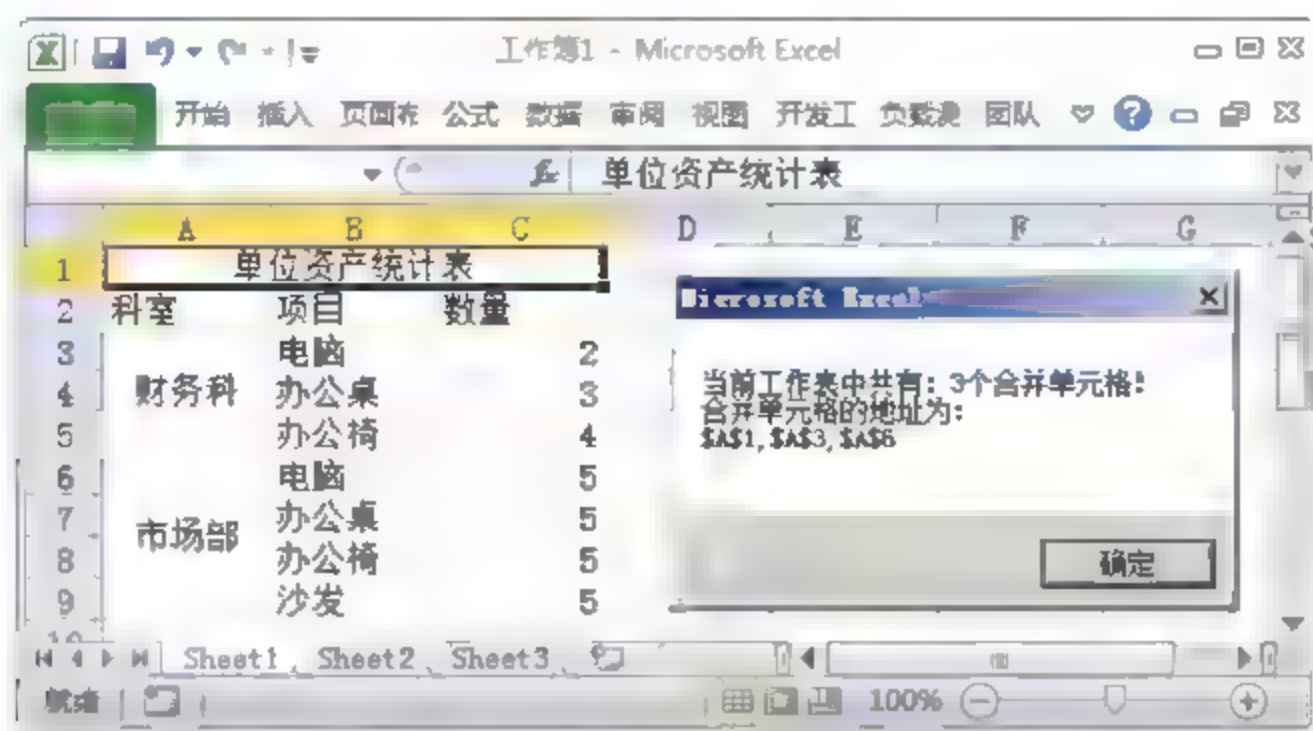 工作簿1 - Microsoft Excel
开始 插入 页面布 公式 数据 审阅 视图 开发工 负载测 团队
单位资产统计表
A B C D E F G
1 单位资产统计表
2 科室 项目 数量
3 电脑 2
4 财务科 办公桌 3
5 办公椅 4
6 电脑 5
7 市场部 办公桌 5
8 办公椅 5
9 沙发 5
10
Microsoft Excel
当前工作表中共有：3个合并单元格！
合并单元格的地址为：
$A$1,$A$3,$A$6
确定
Sheet1 Sheet2 Sheet3
就绪 100%